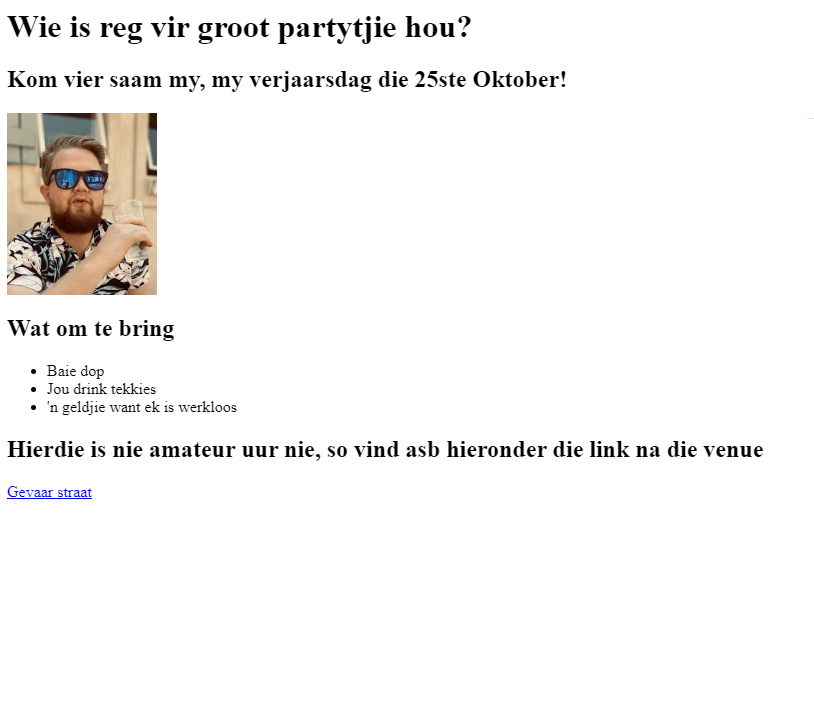 Wie is reg vir groot partytjie hou?
Kom vier saam my, my verjaarsdag die 25ste Oktober!
Wat om te bring
Baie dop
Jou drink tekkies
'n geldjie want ek is werkloos
Hierdie is nie amateur uur nie, so vind asb hieronder die link na die venue
Gevaar straat